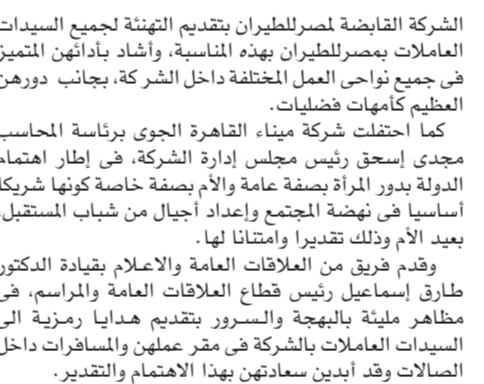 الشركة القابضة لمصرللطيران بتقديم التهنئة لجميع السيدات
العاملات بمصرللطيران بهذه المناسبة، وأشاد بأدائهن المتميز
فى جميع نواحى العمل المختلفة داخل الشركة، بجانب دورهن
العظيم كأمهات فضليات.
كما احتفلت شركة ميناء القاهرة الجوى برئاسة المحاسب
مجدى إسحق رئيس مجلس إدارة الشركة، فى إطار اهتمام
الدولة بدور المرأة بصفة عامة والأم بصفة خاصة كونها شريكا
أساسيا فى نهضة المجتمع وإعداد أجيال من شباب المستقبل،
بعيد الأم وذلك تقديرا وامتنانا لها.
وقدم فريق من العلاقات العامة والاعلام بقيادة الدكتور
طارق إسماعيل رئيس قطاع العلاقات العامة والمراسم، فى
مظاهر مليئة بالبهجة والسرور بتقديم هدايا رمزية الى
السيدات العاملات بالشركة فى مقر عملهن والمسافرات داخل
الصالات وقد أبدين سعادتهن بهذا الاهتمام والتقدير.